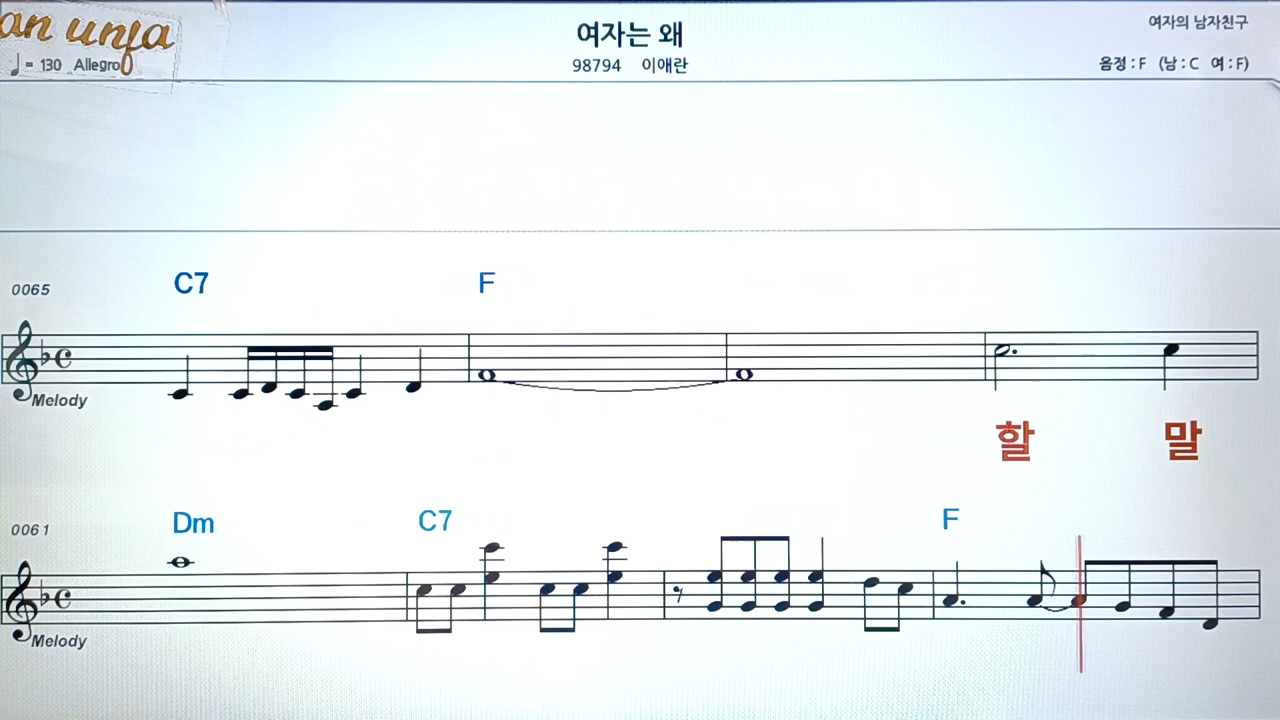 an unfa
♩= 130 Allegro
여자는 왜
98794 이애란
여자의 남자친구
음정 : F (남 : C 여 : F)
0065
C7 F
Melody
할 말
0061
Dm C7 F
Melody